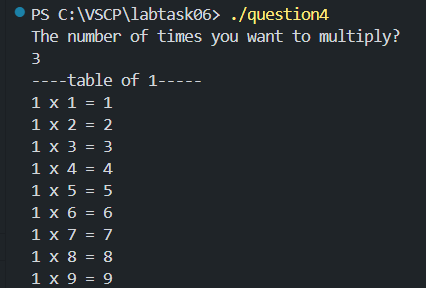 PS C:\VSCP\labtask06> ./question4
The number of times you want to multiply?
3
----table of 1-----
1 x 1 = 1
1 x 2 = 2
1 x 3 = 3
1 x 4 = 4
1 x 5 = 5
1 x 6 = 6
1 x 7 = 7
1 x 8 = 8
1 x 9 = 9